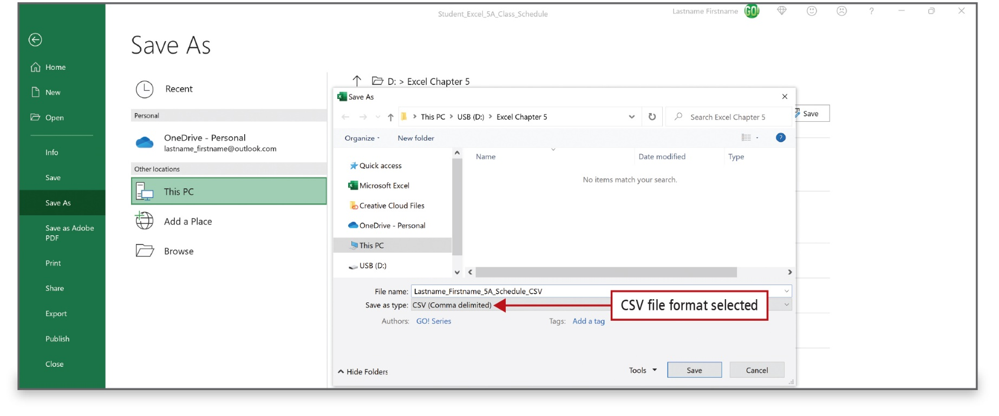 Student_Excel_5A_Class_Schedule
Lastname Firstname GO! ?
Save As
Home
New
Open
Info
Save
Save As
Save as Adobe
PDF
Print
Share
Export
Publish
Close
Recent
Personal
OneDrive - Personal
lastname_firstname@outlook.com
Other locations
This PC
Add a Place
Browse
D: > Excel Chapter 5
Save
Save As
This PC > USB (D:) > Excel Chapter 5
Search Excel Chapter 5
Organize
New folder
?
Quick access
Microsoft Excel
Creative Cloud Files
OneDrive - Personal
This PC
USB (D:)
Name Date modified Type
No items match your search.
File name: Lastname_Firstname_5A_Schedule_CSV
Save as type: CSV (Comma delimited)
CSV file format selected
Authors: GO! Series
Tags: Add a tag
Hide Folders
Tools
Save
Cancel